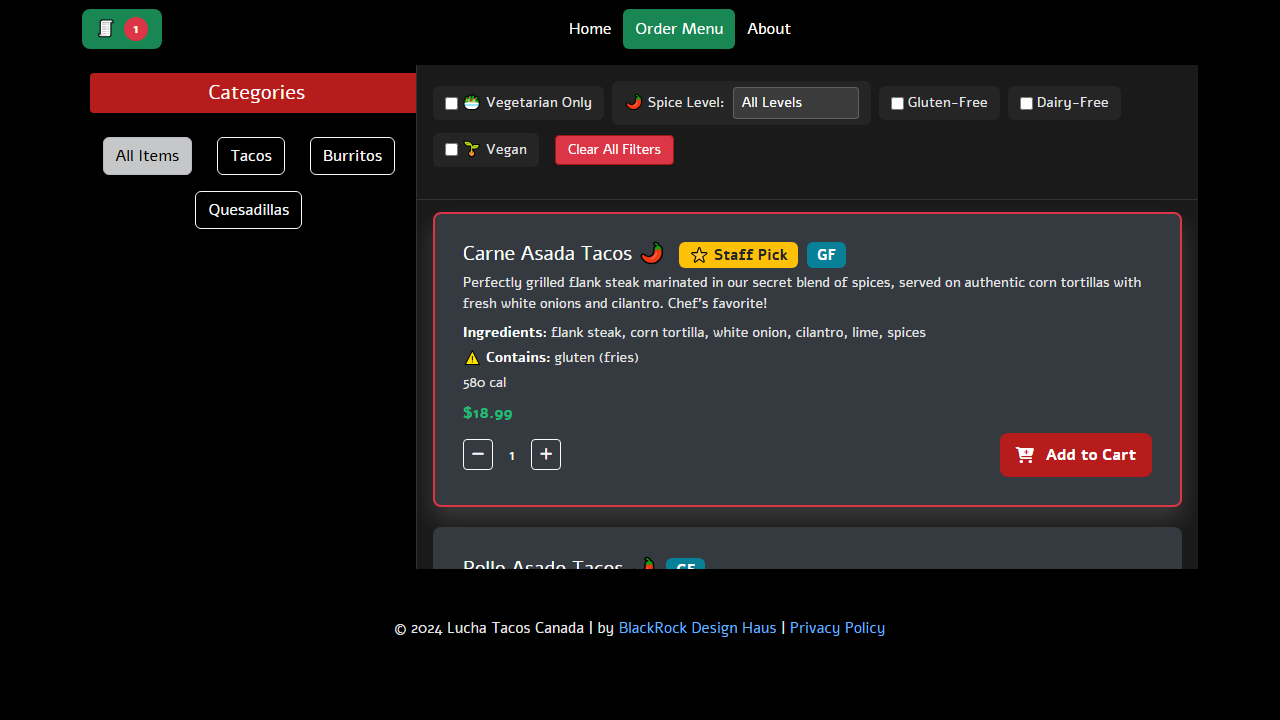 1
Home
Order Menu
About
Categories
All Items
Tacos
Burritos
Quesadillas
Vegetarian Only
Spice Level:
All Levels
Gluten-Free
Dairy-Free
Vegan
Clear All Filters
Carne Asada Tacos
Staff Pick
GF
Perfectly grilled flank steak marinated in our secret blend of spices, served on authentic corn tortillas with
fresh white onions and cilantro. Chef's favorite!
Ingredients: flank steak, corn tortilla, white onion, cilantro, lime, spices
Contains: gluten (fries)
580 cal
$18.99
1
Add to Cart
Pollo Asado Tacos
GF
© 2024 Lucha Tacos Canada | by BlackRock Design Haus | Privacy Policy